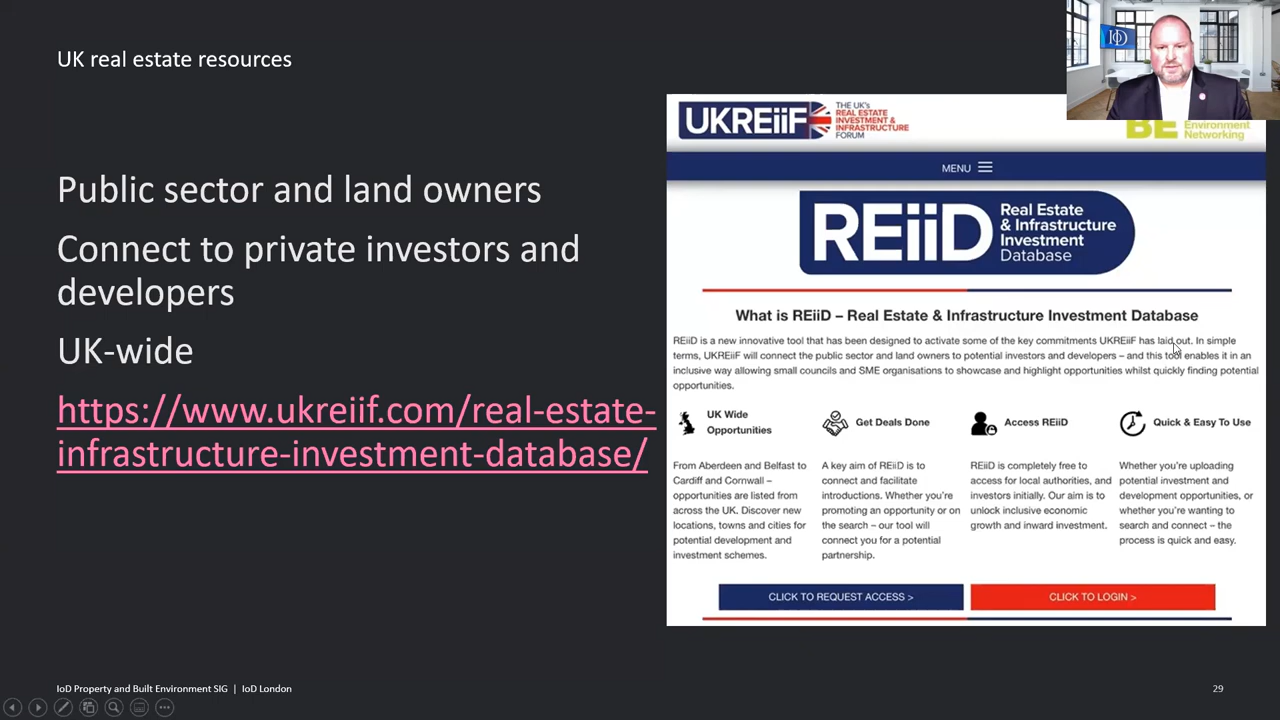 UK real estate resources
IOD
Public sector and land owners
Connect to private investors and
developers
UK-wide
https://www.ukreiif.com/real-estate-
infrastructure-investment-database/
UKREiiF
THE UK's
REAL ESTATE
INVESTMENT &
INFRASTRUCTURE
FORUM
BE
Environment
Networking
MENU
REiiD
Real Estate
& Infrastructure
Investment
Database
What is REiiD – Real Estate & Infrastructure Investment Database
REiiD is a new innovative tool that has been designed to activate some of the key commitments UKREiiF has laid out. In simple
terms, UKREiiF will connect the public sector and land owners to potential investors and developers – and this tool enables it in an
inclusive way allowing small councils and SME organisations to showcase and highlight opportunities whilst quickly finding potential
opportunities.
UK Wide
Opportunities
From Aberdeen and Belfast to
Cardiff and Cornwall –
opportunities are listed from
across the UK. Discover new
locations, towns and cities for
potential development and
investment schemes.
Get Deals Done
A key aim of REiiD is to
connect and facilitate
introductions. Whether you're
promoting an opportunity or on
the search – our tool will
connect you for a potential
partnership.
Access REiiD
REiiD is completely free to
access for local authorities, and
investors initially. Our aim is to
unlock inclusive economic
growth and inward investment.
Quick & Easy To Use
Whether you're uploading
potential investment and
development opportunities, or
whether you're wanting to
search and connect – the
process is quick and easy.
CLICK TO REQUEST ACCESS >
CLICK TO LOGIN >
IoD Property and Built Environment SIG | IoD London
29